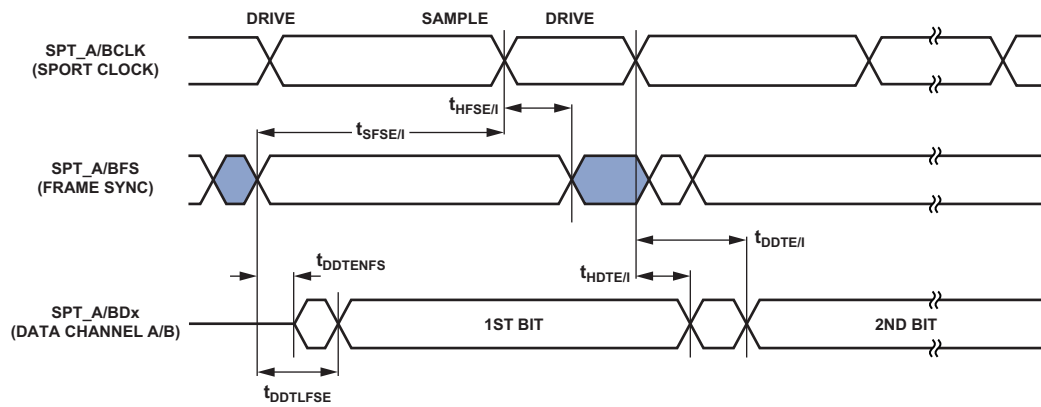 DRIVE SAMPLE DRIVE
SPT_A/BCLK
(SPORT CLOCK)
tHFSE/I
tSFSE/I
SPT_A/BFS
(FRAME SYNC)
tDDTE/I
tDDTENFS
tHDTE/I
SPT_A/BDx
(DATA CHANNEL A/B)
1ST BIT
2ND BIT
tDDTLFSE